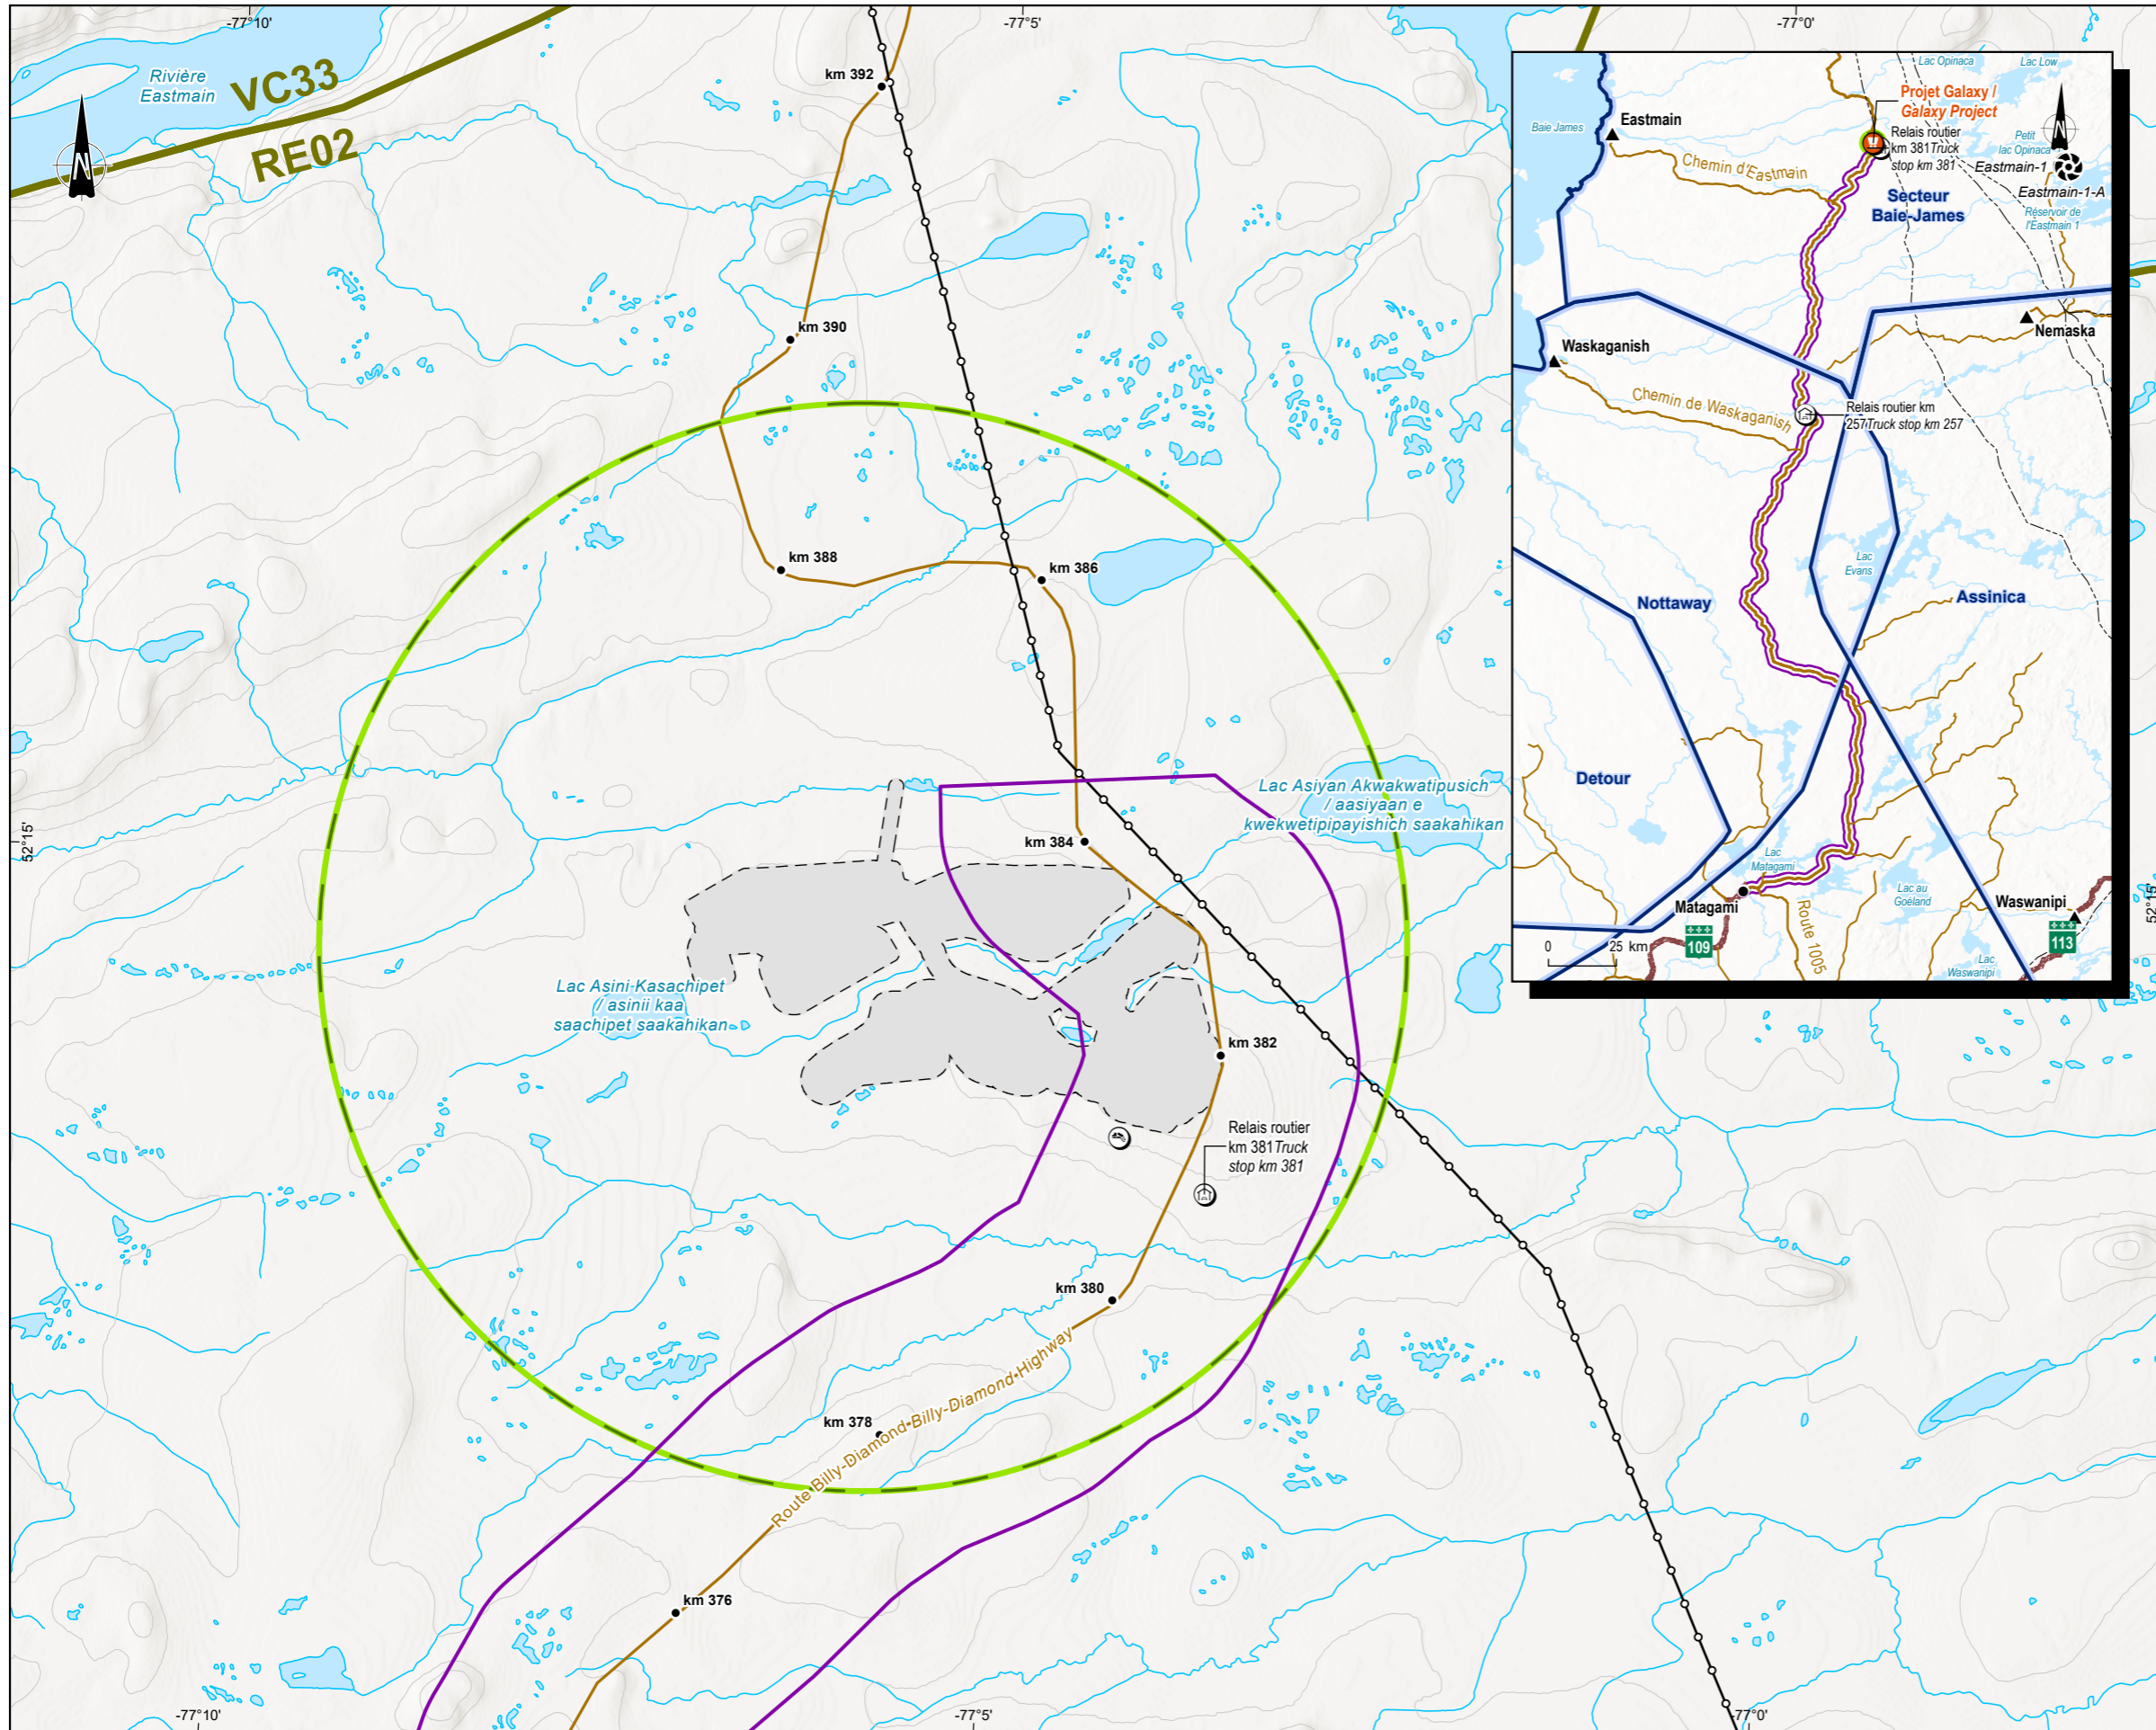 -77°10'
-77°5'
-77°0'
Rivière
Eastmain
VC33
RE02
N
km 392
km 390
km 388
km 386
km 384
km 382
km 380
km 378
km 376
Lac Asiyan Akwakwatipusich
/ aasiyaan e
kwekwetipipayishich saakahikan
Lac Asini Kasachipet
/ asinii kaa
saachipet saakahikan
Relais routier
km 381 Truck
stop km 381
Route-Billy-Diamond•Billy-Diamond•Highway
52°15'
52°15'
-77°10'
-77°5'
-77°0'
Lac Opinaca
Lac Low
Projet Galaxy /
Galaxy Project
Eastmain
Baie James
Relais routier
km 381 Truck
stop km 381
Petit
lac Opinaca
N
Eastmain-1
Eastmain-1-A
Chemin d'Eastmain
Secteur
Baie-James
Réservoir de
l'Eastmain 1
Nemaska
Waskaganish
Chemin de Waskaganish
Relais routier km
257 Truck stop km 257
Lac
Evans
Nottaway
Assinica
Detour
Lac
Matagami
Lac au
Goéland
Matagami
Waswanipi
Route 1005
0 25 km
109
113
Lac
Waswanipi